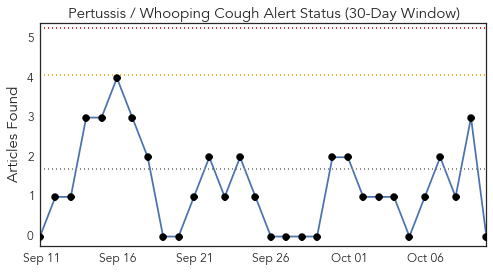 Pertussis / Whooping Cough Alert Status (30-Day Window)
Articles Found
5
4
3
2
1
0
Sep 11 Sep 16 Sep 21 Sep 26 Oct 01 Oct 06